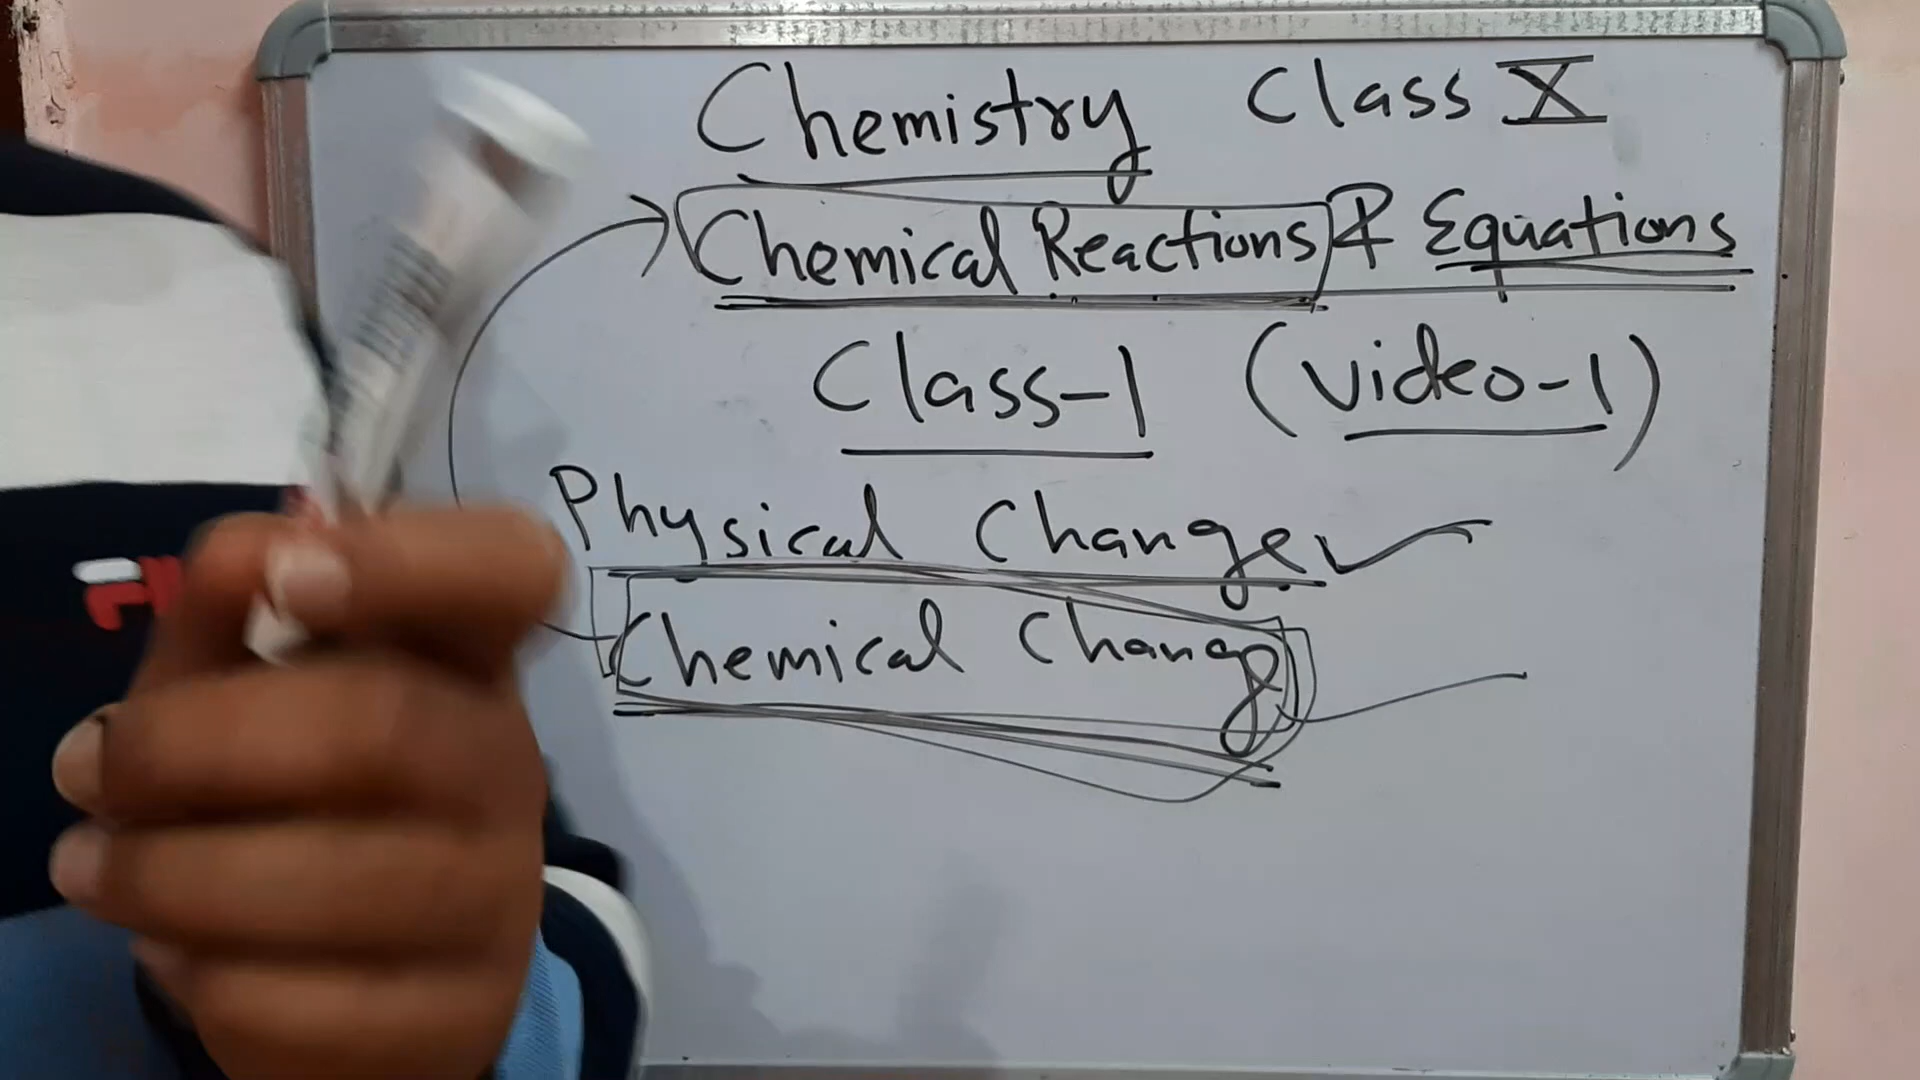 Chemistry Class X
Chemical Reactions & Equations
Class-1 (Video-1)
Physical Change
Chemical Change